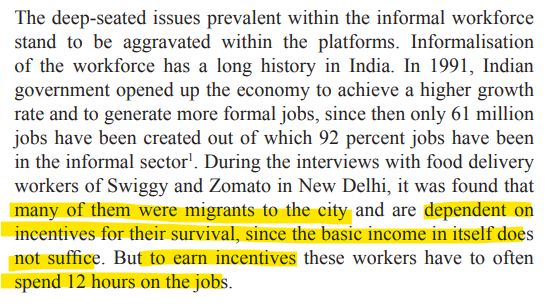 The deep-seated issues prevalent within the informal workforce
stand to be aggravated within the platforms. Informalisation
of the workforce has a long history in India. In 1991, Indian
government opened up the economy to achieve a higher growth
rate and to generate more formal jobs, since then only 61 million
jobs have been created out of which 92 percent jobs have been
in the informal sector¹. During the interviews with food delivery
workers of Swiggy and Zomato in New Delhi, it was found that
many of them were migrants to the city and are dependent on
incentives for their survival, since the basic income in itself does
not suffice. But to earn incentives these workers have to often
spend 12 hours on the jobs.